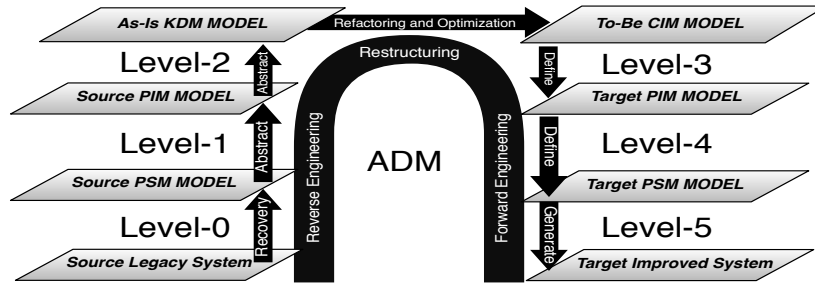 As-Is KDM MODEL
Refactoring and Optimization
To-Be CIM MODEL
Restructuring
Level-2
Abstract
Define
Level-3
Source PIM MODEL
Target PIM MODEL
Level-1
Abstract
Reverse Engineering
ADM
Forward Engineering
Define
Level-4
Source PSM MODEL
Target PSM MODEL
Level-0
Recovery
Generate
Level-5
Source Legacy System
Target Improved System